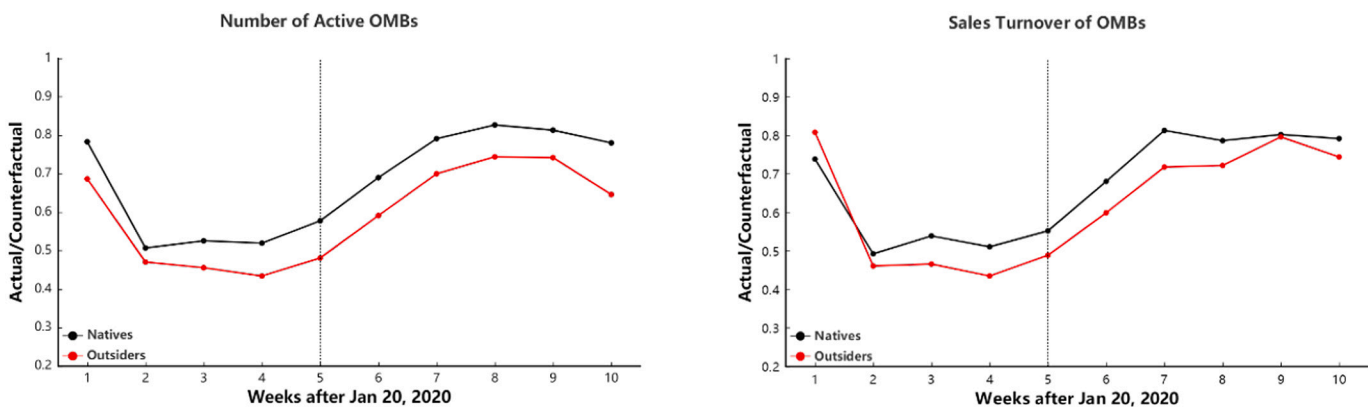 Number of Active OMBs
Actual/Counterfactual
1
0.9
0.8
0.7
0.6
0.5
0.4
0.3
0.2
Natives
Outsiders
1 2 3 4 5 6 7 8 9 10
Weeks after Jan 20, 2020
Sales Turnover of OMBs
Actual/Counterfactual
1
0.9
0.8
0.7
0.6
0.5
0.4
0.3
0.2
Natives
Outsiders
1 2 3 4 5 6 7 8 9 10
Weeks after Jan 20, 2020